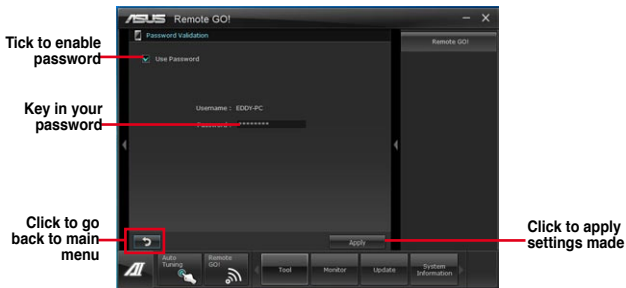 ASUS Remote GO!
Password Validation
Remote GO!
Tick to enable
password
Use Password
Key in your
password
Username : EDDY-PC
Password : ********
Click to go
back to main
menu
Apply
Click to apply
settings made
AI
Auto
Tuning
Remote
GO!
Tool
Monitor
Update
System
Information